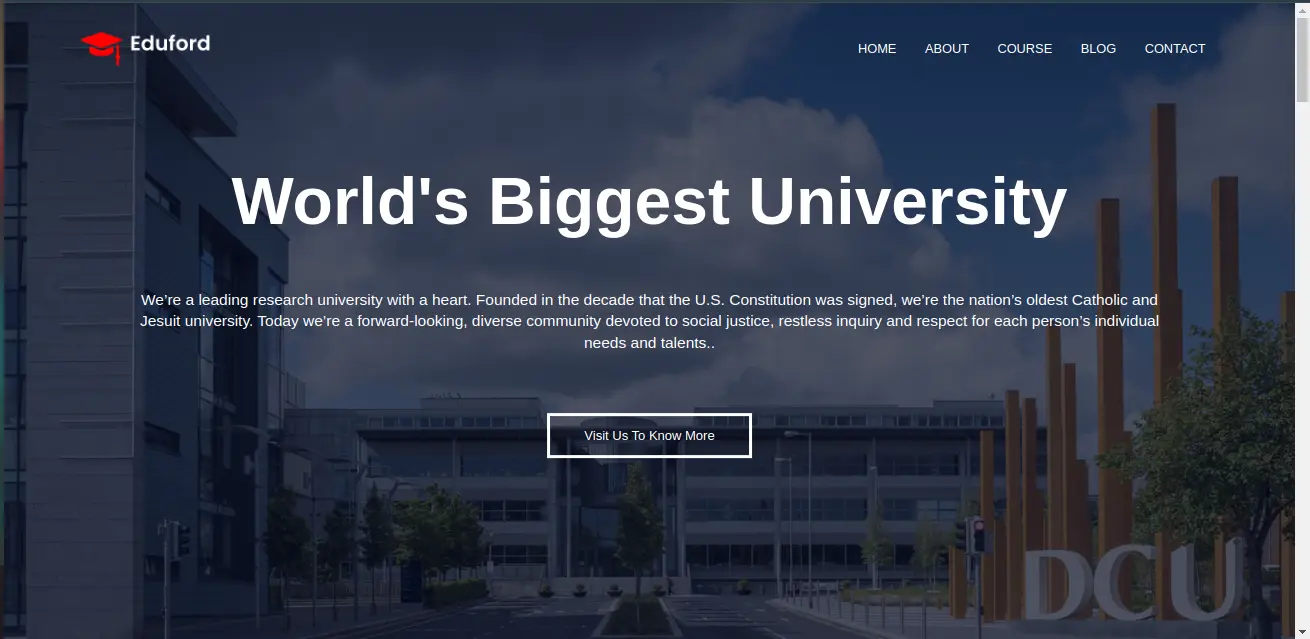 Eduford
HOME ABOUT COURSE BLOG CONTACT
World's Biggest University
We’re a leading research university with a heart. Founded in the decade that the U.S. Constitution was signed, we’re the nation’s oldest Catholic and
Jesuit university. Today we’re a forward-looking, diverse community devoted to social justice, restless inquiry and respect for each person’s individual
needs and talents..
Visit Us To Know More
DCU